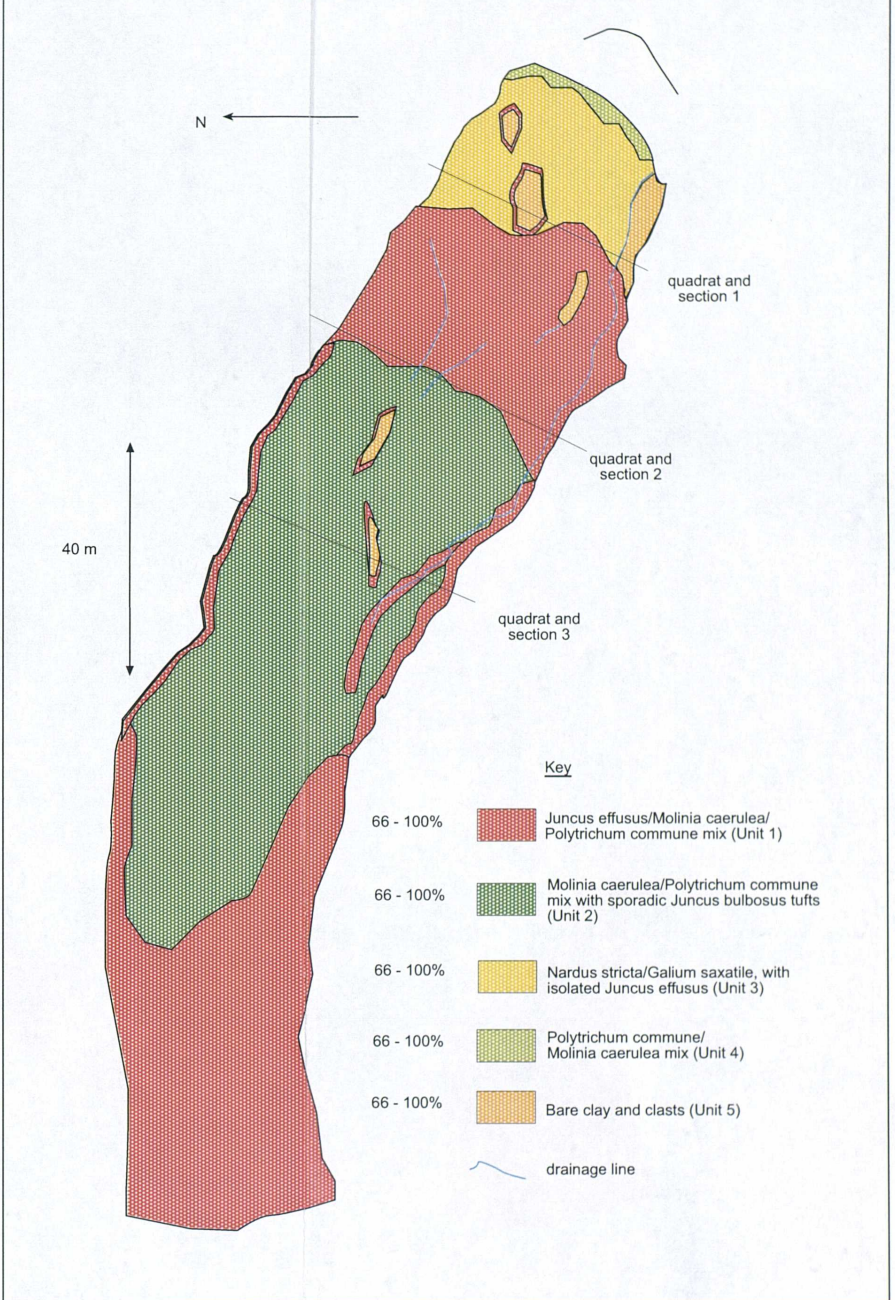 N
quadrat and
section 1
quadrat and
section 2
40 m
quadrat and
section 3
Key
66 - 100%
Juncus effusus/Molinia caerulea/
Polytrichum commune mix (Unit 1)
66 - 100%
Molinia caerulea/Polytrichum commune
mix with sporadic Juncus bulbosus tufts
(Unit 2)
66 - 100%
Nardus stricta/Galium saxatile, with
isolated Juncus effusus (Unit 3)
66 - 100%
Polytrichum commune/
Molinia caerulea mix (Unit 4)
66 - 100%
Bare clay and clasts (Unit 5)
drainage line